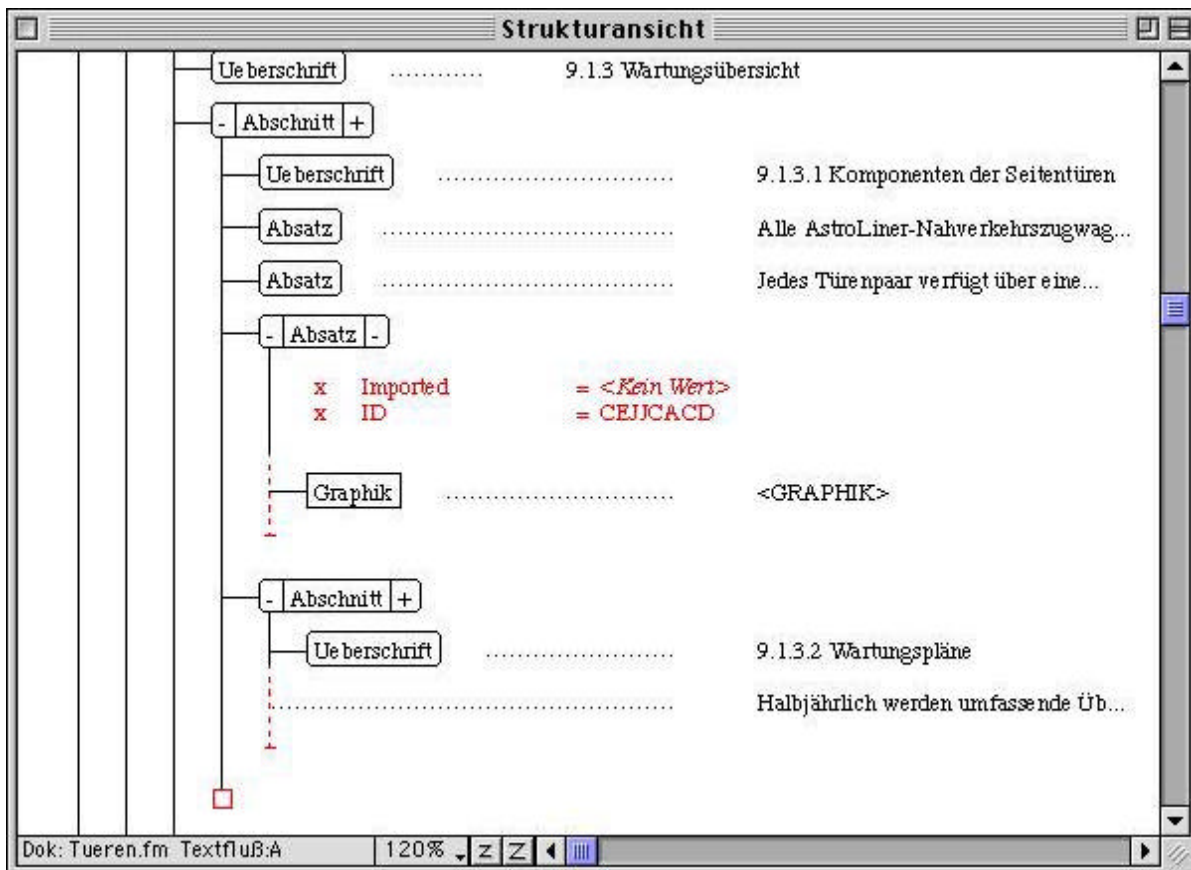 Strukturansicht
Ueberschrift ............ 9.1.3 Wartungsübersicht
- Abschnitt +
Ueberschrift ............................. 9.1.3.1 Komponenten der Seitentüren
Absatz .................................... Alle AstroLiner-Nahverkehrszugwag...
Absatz .................................... Jedes Türenpaar verfügt über eine...
- Absatz -
x Imported = <Kein Wert>
x ID = CEJJCACD
Graphik ............................ <GRAPHIK>
- Abschnitt +
Ueberschrift ....................... 9.1.3.2 Wartungspläne
.................................................. Halbjährlich werden umfassende Üb...
Dok: Tueren.fm Textfluß:A 120% z Z